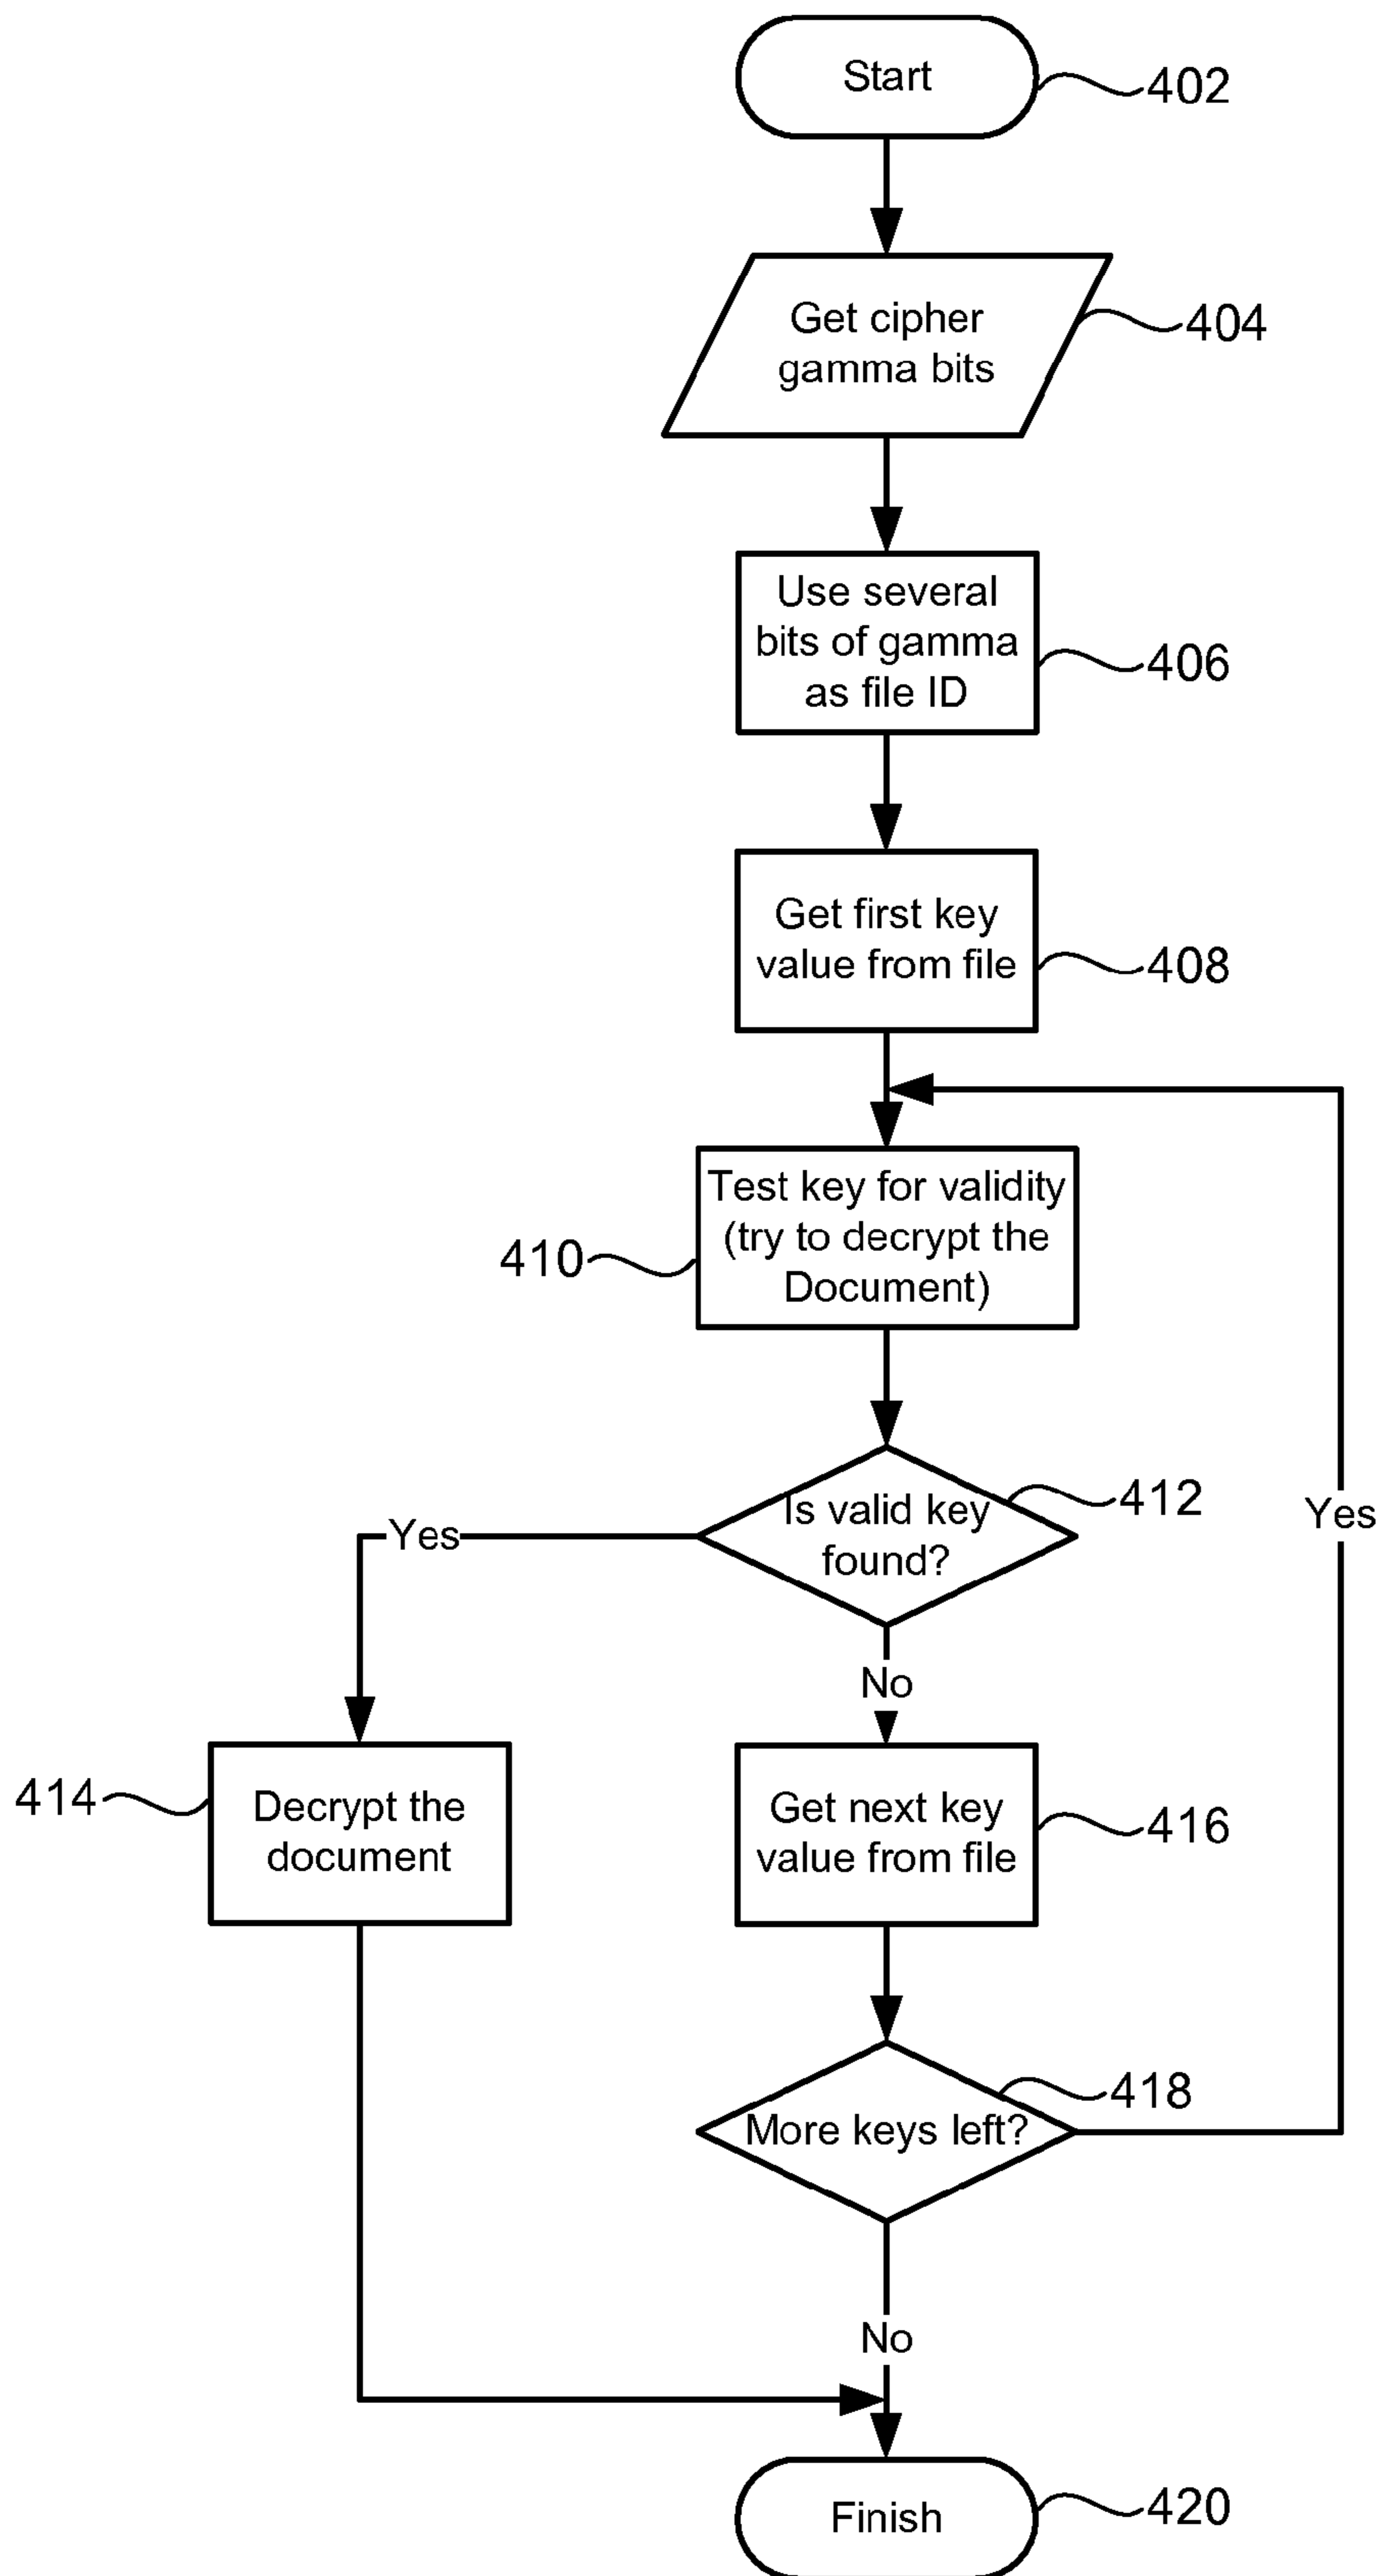 Start
402
Get cipher
gamma bits
404
Use several
bits of gamma
as file ID
406
Get first key
value from file
408
Test key for validity
(try to decrypt the
Document)
410
Is valid key
found?
412
Yes
Yes
No
Decrypt the
document
414
Get next key
value from file
416
More keys left?
418
No
Finish
420